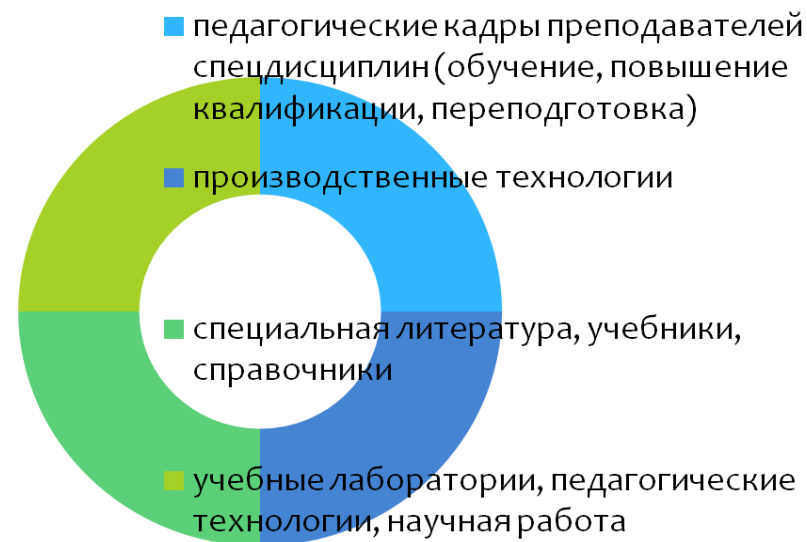 педагогические кадры преподавателей
спецдисциплин (обучение, повышение
квалификации, переподготовка)
производственные технологии
специальная литература, учебники,
справочники
учебные лаборатории, педагогические
технологии, научная работа